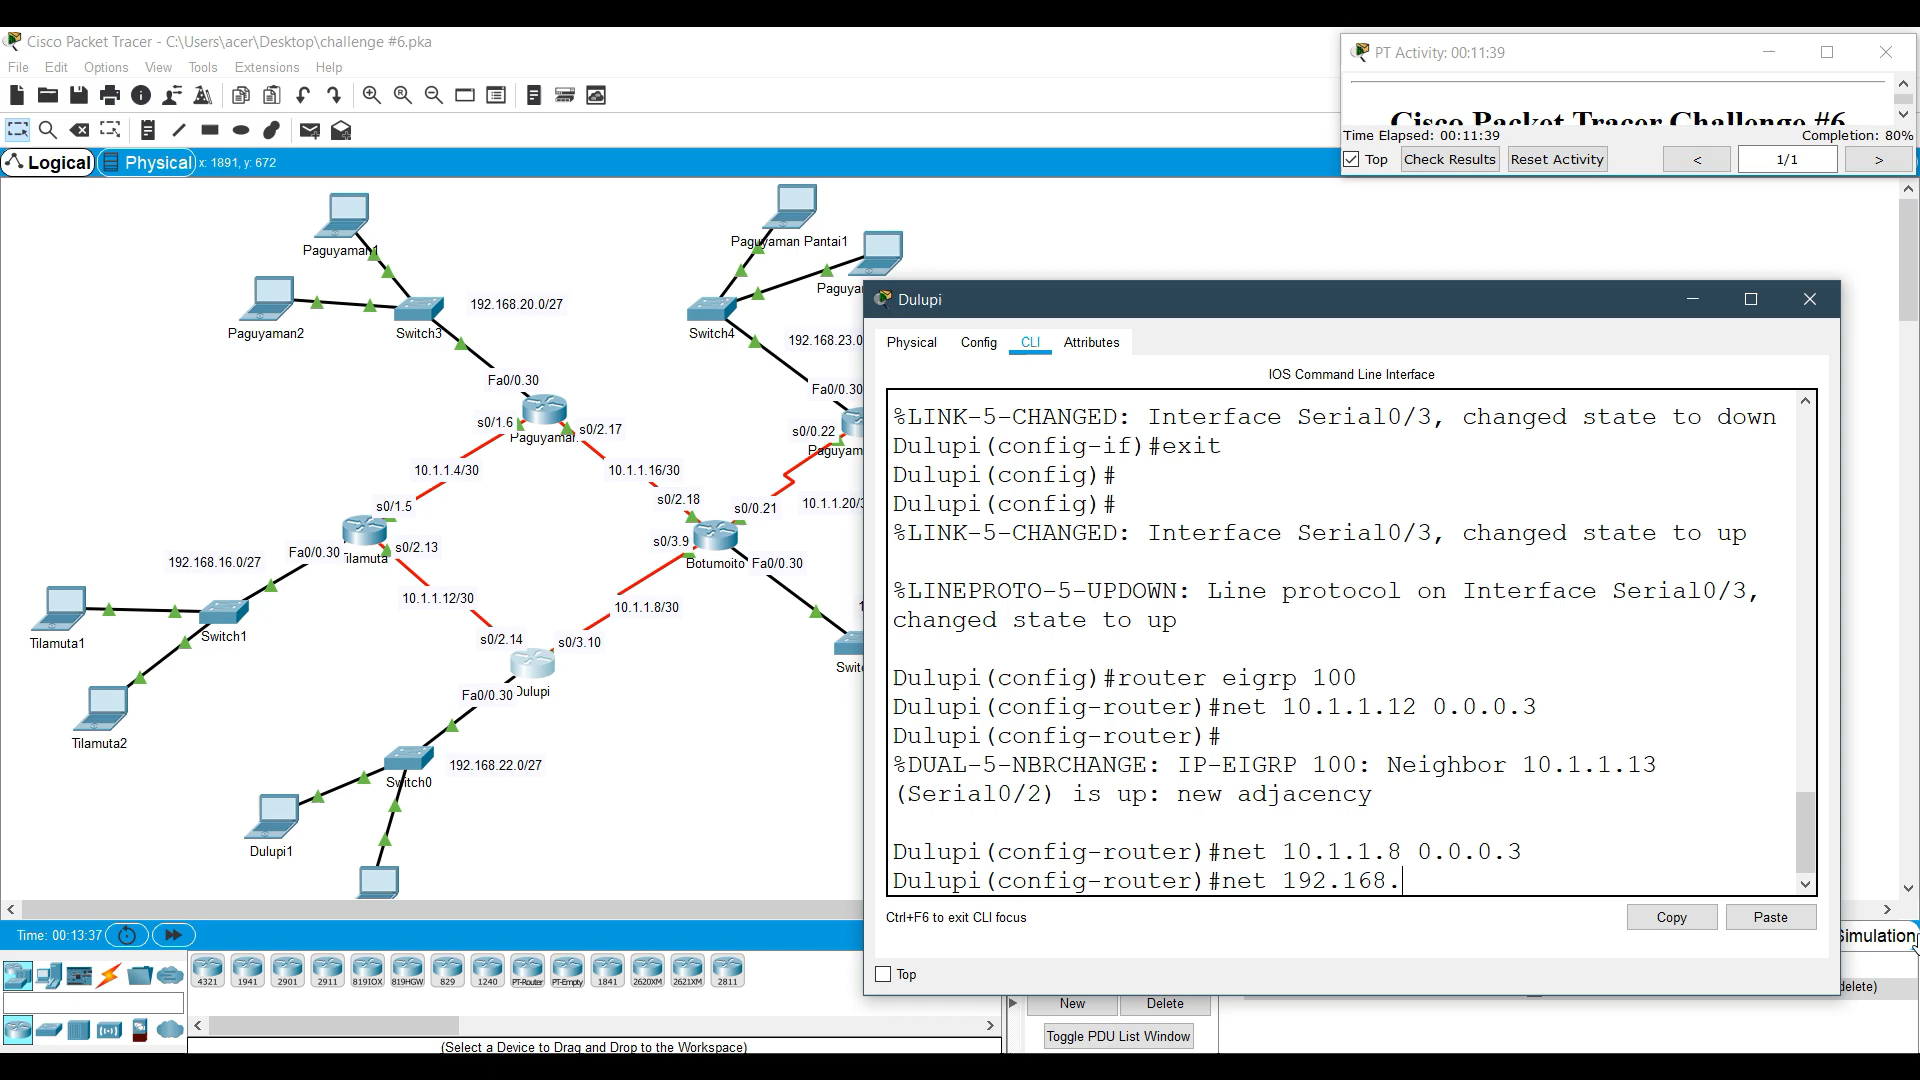 Cisco Packet Tracer - C:\Users\acer\Desktop\challenge #6.pka
File Edit Options View Tools Extensions Help
PT Activity: 00:11:39
Cisco Packet Tracer Challenge #6
Time Elapsed: 00:11:39 Completion: 80%
Top Check Results Reset Activity < 1/1 >
Logical Physical x: 1891, y: 672
Paguyaman1
Paguyaman2
Switch3
192.168.20.0/27
Paguyaman Pantai1
Paguya
Switch4
192.168.23.0
Fa0/0.30
Fa0/0.30
s0/1.6
Paguyaman
s0/2.17
s0/0.22
Paguyam
10.1.1.4/30
10.1.1.16/30
s0/1.5
s0/2.18
s0/0.21
10.1.1.20/3
Fa0/0.30
Tilamuta
s0/2.13
s0/3.9
Botumoito
Fa0/0.30
192.168.16.0/27
10.1.1.12/30
10.1.1.8/30
Tilamuta1
Switch1
s0/2.14
s0/3.10
Switc
Fa0/0.30
Dulupi
Tilamuta2
Switch0
192.168.22.0/27
Dulupi1
Dulupi
Physical Config CLI Attributes
IOS Command Line Interface
%LINK-5-CHANGED: Interface Serial0/3, changed state to down
Dulupi(config-if)#exit
Dulupi(config)#
Dulupi(config)#
%LINK-5-CHANGED: Interface Serial0/3, changed state to up
%LINEPROTO-5-UPDOWN: Line protocol on Interface Serial0/3,
changed state to up
Dulupi(config)#router eigrp 100
Dulupi(config-router)#net 10.1.1.12 0.0.0.3
Dulupi(config-router)#
%DUAL-5-NBRCHANGE: IP-EIGRP 100: Neighbor 10.1.1.13
(Serial0/2) is up: new adjacency
Dulupi(config-router)#net 10.1.1.8 0.0.0.3
Dulupi(config-router)#net 192.168.
Ctrl+F6 to exit CLI focus
Copy Paste
Top
Time: 00:13:37
Simulation
4321 1941 2901 2911 819IOX 819HGW 829 1240 PT-Router PT-Empty 1841 2620XM 2621XM 2811
(Select a Device to Drag and Drop to the Workspace)
New Delete
Toggle PDU List Window
delete)